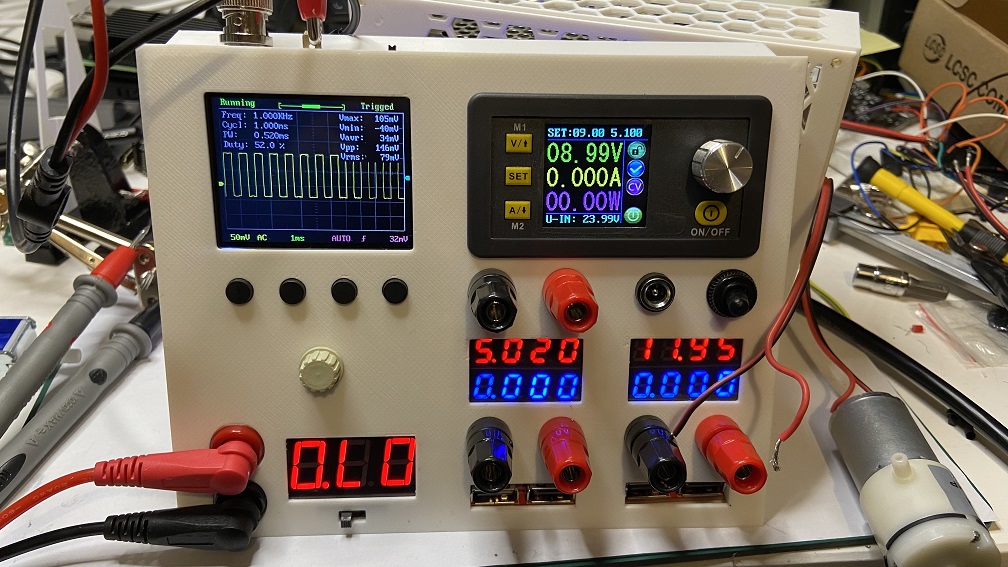 Running Trigged
Freq: 1.000KHz Vmax: 105mV
Cycl: 1.000ms Vmin: -40mV
PW: 0.520ms Vavr: 34mV
Duty: 52.0 % Vpp: 146mV
Vrms: 79mV
50mV AC 1ms AUTO 32mV
M1
V/
SET
A/
M2
SET:09.00 5.100
08.99V
0.000A
00.00W
CV
V-IN: 23.99V
ON/OFF
5.020
0.000
11.95
0.000
0.L0
LCSC
LCSC.CO